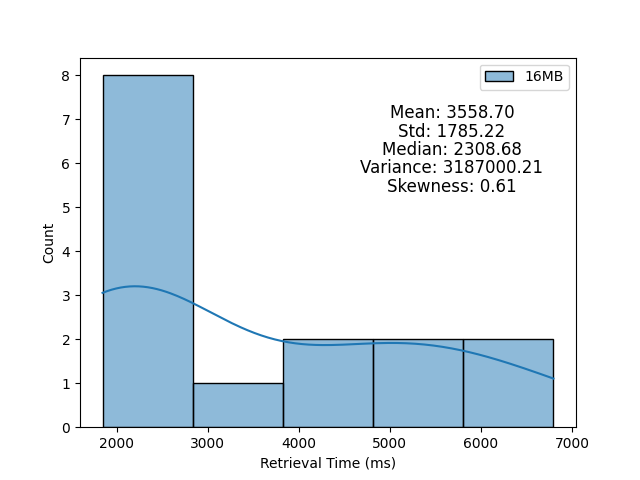 16MB
Mean: 3558.70
Std: 1785.22
Median: 2308.68
Variance: 3187000.21
Skewness: 0.61
8
7
6
5
4
3
2
1
0
Count
2000 3000 4000 5000 6000 7000
Retrieval Time (ms)